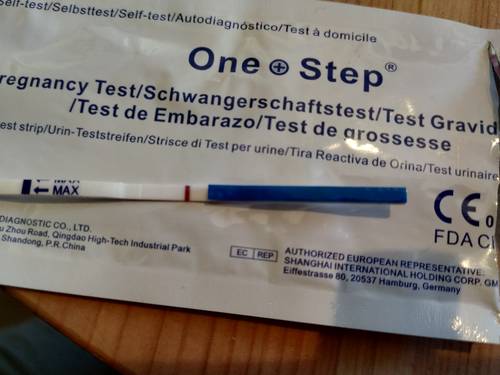 Self-test/Selbsttest/Self-test/Autodiagnóstico/Test à domicile
One Step®
regnancy Test/Schwangerschaftstest/Test Gravid
/Test de Embarazo/Test de grossesse
est strip/Urin-Teststreifen/Strisce di Test per urine/Tira Reactiva de Orina/Test urinaire
MAX
MAX
CE0
FDA C
DIAGNOSTIC CO., LTD.
u Zhou Road, Qingdao High-Tech Industrial Park
Shandong, P.R.China
EC REP
AUTHORIZED EUROPEAN REPRESENTATIVE:
SHANGHAI INTERNATIONAL HOLDING CORP. GM
Eiffestrasse 80, 20537 Hamburg, Germany